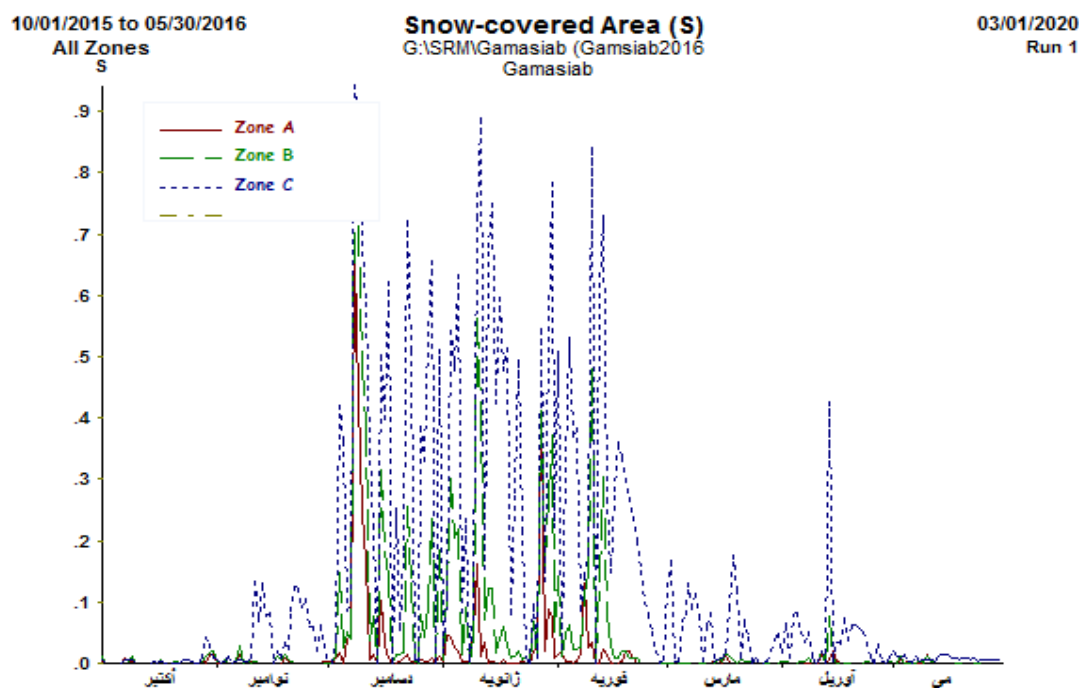 10/01/2015 to 05/30/2016
Snow-covered Area (S)
03/01/2020
All Zones
G:\SRM\Gamasiab (Gamsiab2016
Run 1
Gamasiab
S
Zone A
Zone B
Zone C
.9
.8
.7
.6
.5
.4
.3
.2
.1
.0
أكتبر
نوامبر
دسامبر
ژانویه
فوریه
مارس
آوریل
می